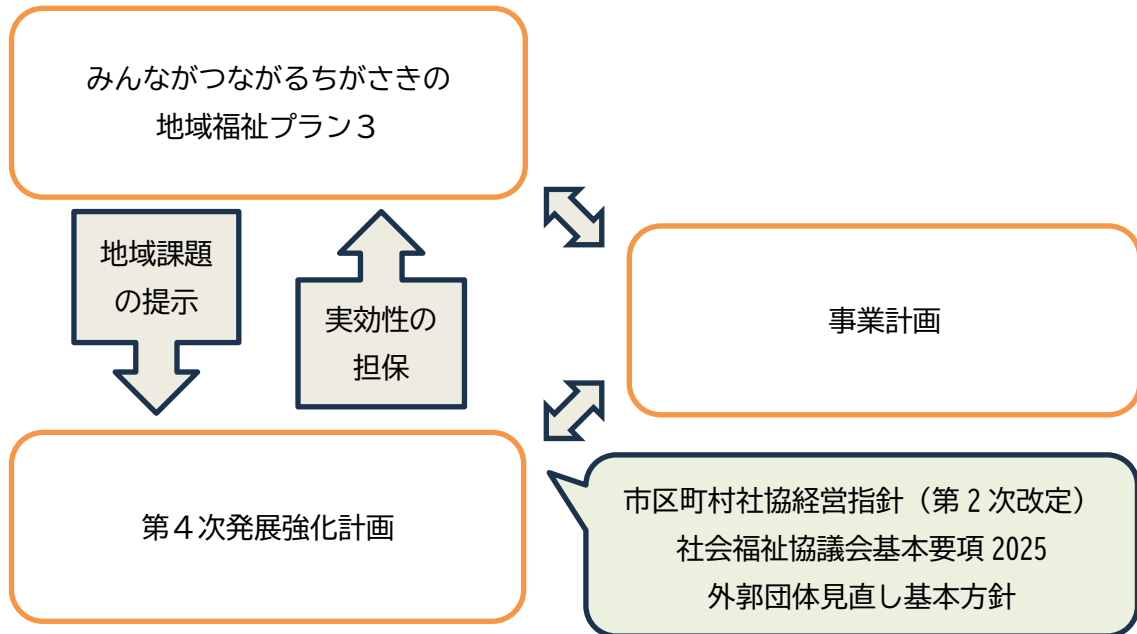 みんながつながるちがさきの
地域福祉プラン３
地域課題
の提示
実効性の
担保
事業計画
第４次発展強化計画
市区町村社協経営指針（第２次改定）
社会福祉協議会基本要項 2025
外郭団体見直し基本方針